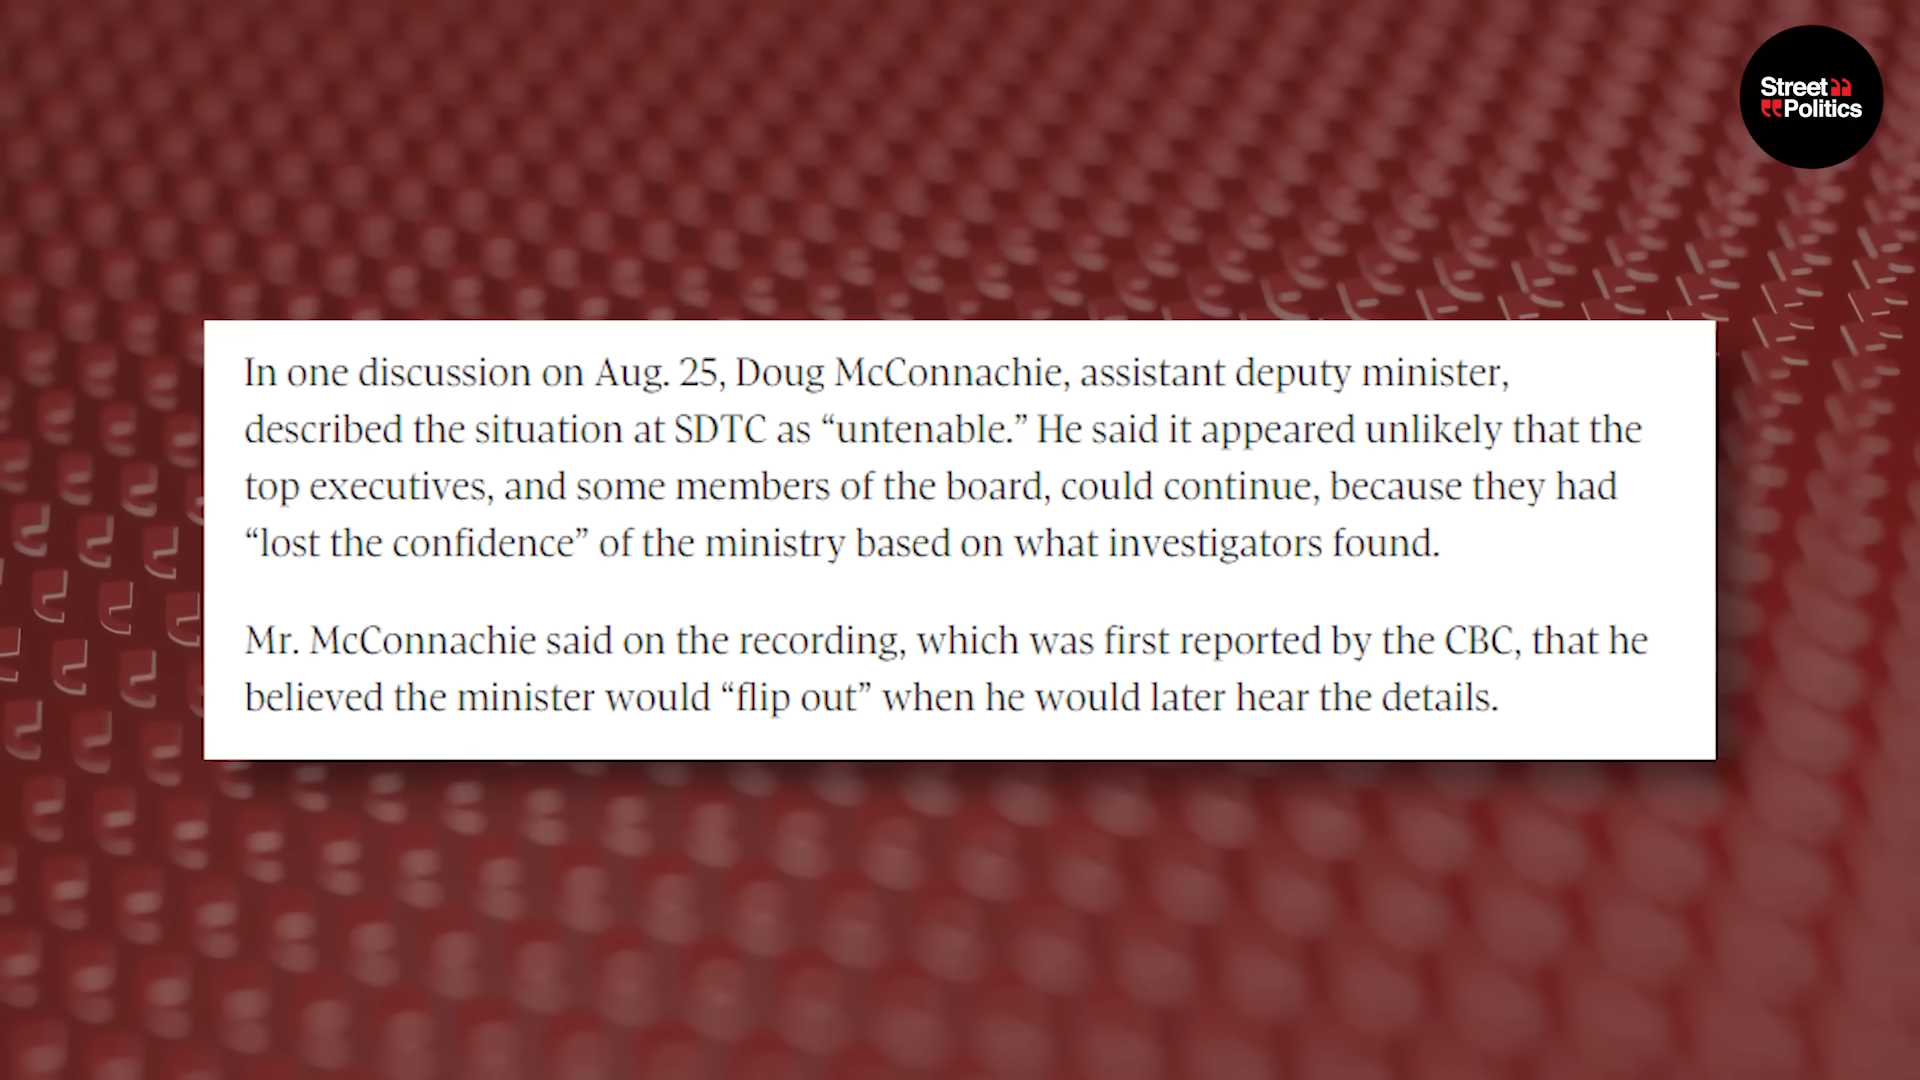 Street
Politics
In one discussion on Aug. 25, Doug McConnachie, assistant deputy minister,
described the situation at SDTC as “untenable.” He said it appeared unlikely that the
top executives, and some members of the board, could continue, because they had
“lost the confidence” of the ministry based on what investigators found.
Mr. McConnachie said on the recording, which was first reported by the CBC, that he
believed the minister would “flip out” when he would later hear the details.